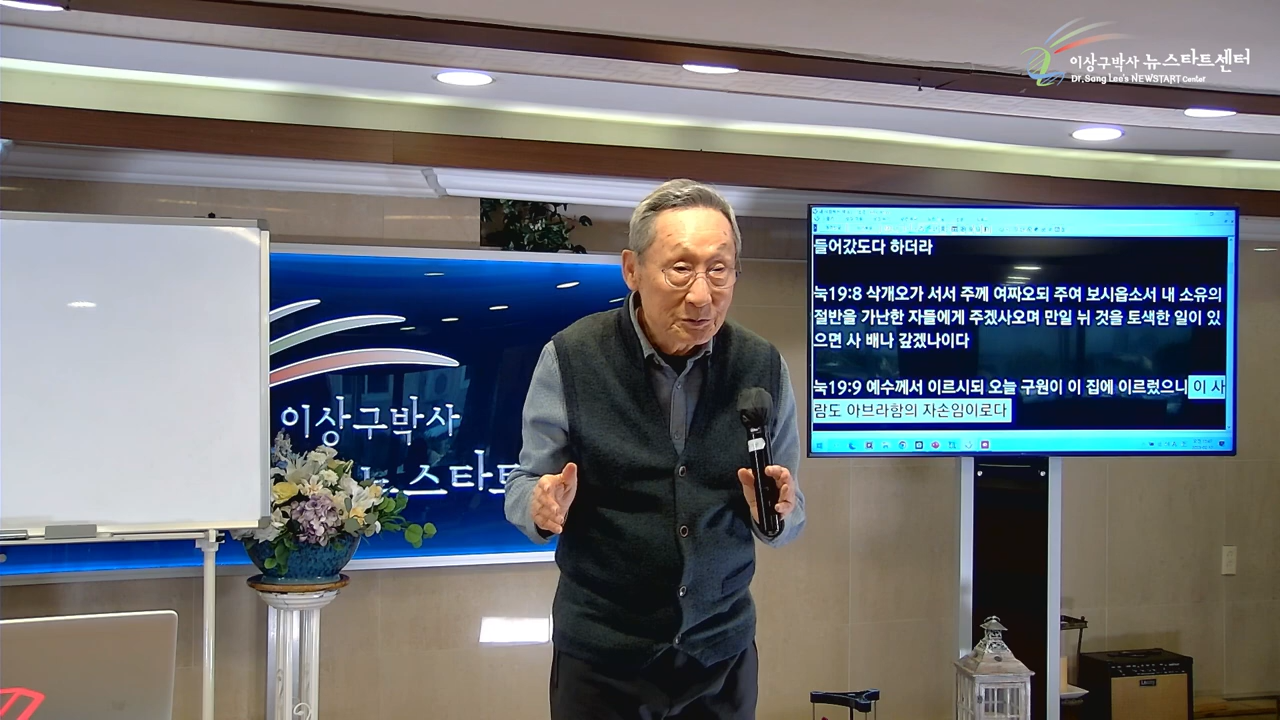 이상구박사 뉴스타트센터
Dr. Sang Lee's NEWSTART Center
들어갔도다 하더라
눅19:8 삭개오가 서서 주께 여짜오되 주여 보시옵소서 내 소유의
절반을 가난한 자들에게 주겠사오며 만일 뉘 것을 토색한 일이 있
으면 사 배나 갚겠나이다
눅19:9 예수께서 이르시되 오늘 구원이 이 집에 이르렀으니 이 사
람도 아브라함의 자손임이로다
이상구박사
뉴스타트